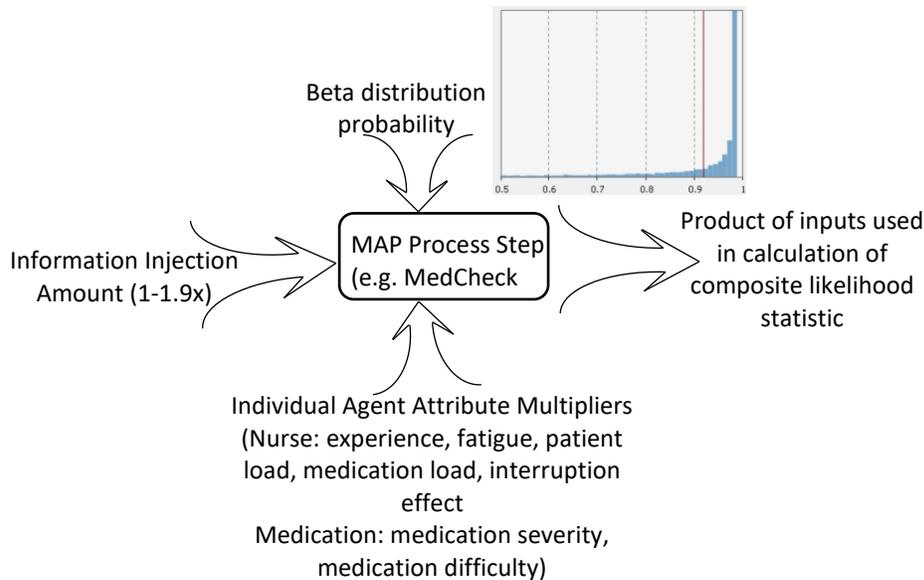 Beta distribution
probability
0.5 0.6 0.7 0.8 0.9 1
MAP Process Step
(e.g. MedCheck
Information Injection
Amount (1-1.9x)
Product of inputs used
in calculation of
composite likelihood
statistic
Individual Agent Attribute Multipliers
(Nurse: experience, fatigue, patient
load, medication load, interruption
effect
Medication: medication severity,
medication difficulty)